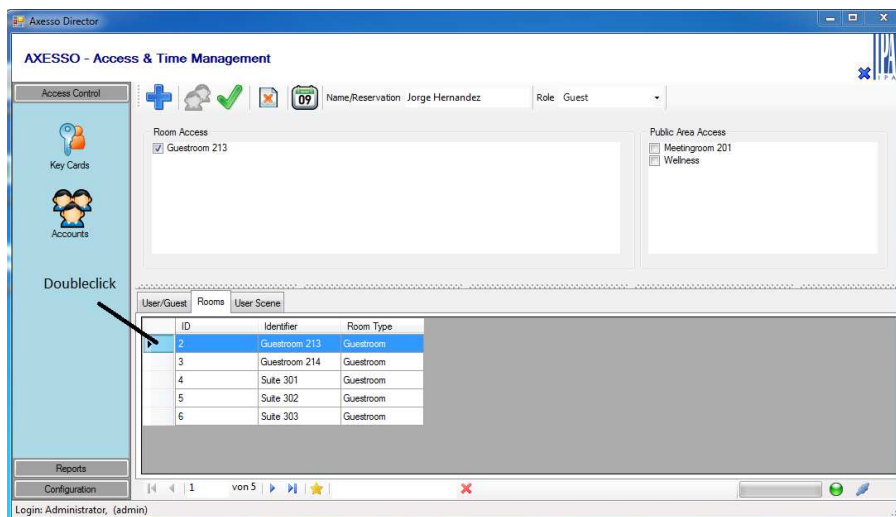 Axesso Director
AXESSO - Access & Time Management
IPA
Access Control
09 Name/Reservation Jorge Hernandez Role Guest
Room Access
Guestroom 213
Public Area Access
Meetingroom 201
Wellness
Key Cards
Accounts
Doubleclick
User/Guest Rooms User Scene
ID Identifier Room Type
2 Guestroom 213 Guestroom
3 Guestroom 214 Guestroom
4 Suite 301 Guestroom
5 Suite 302 Guestroom
6 Suite 303 Guestroom
Reports
Configuration
1 von 5
Login: Administrator, (admin)